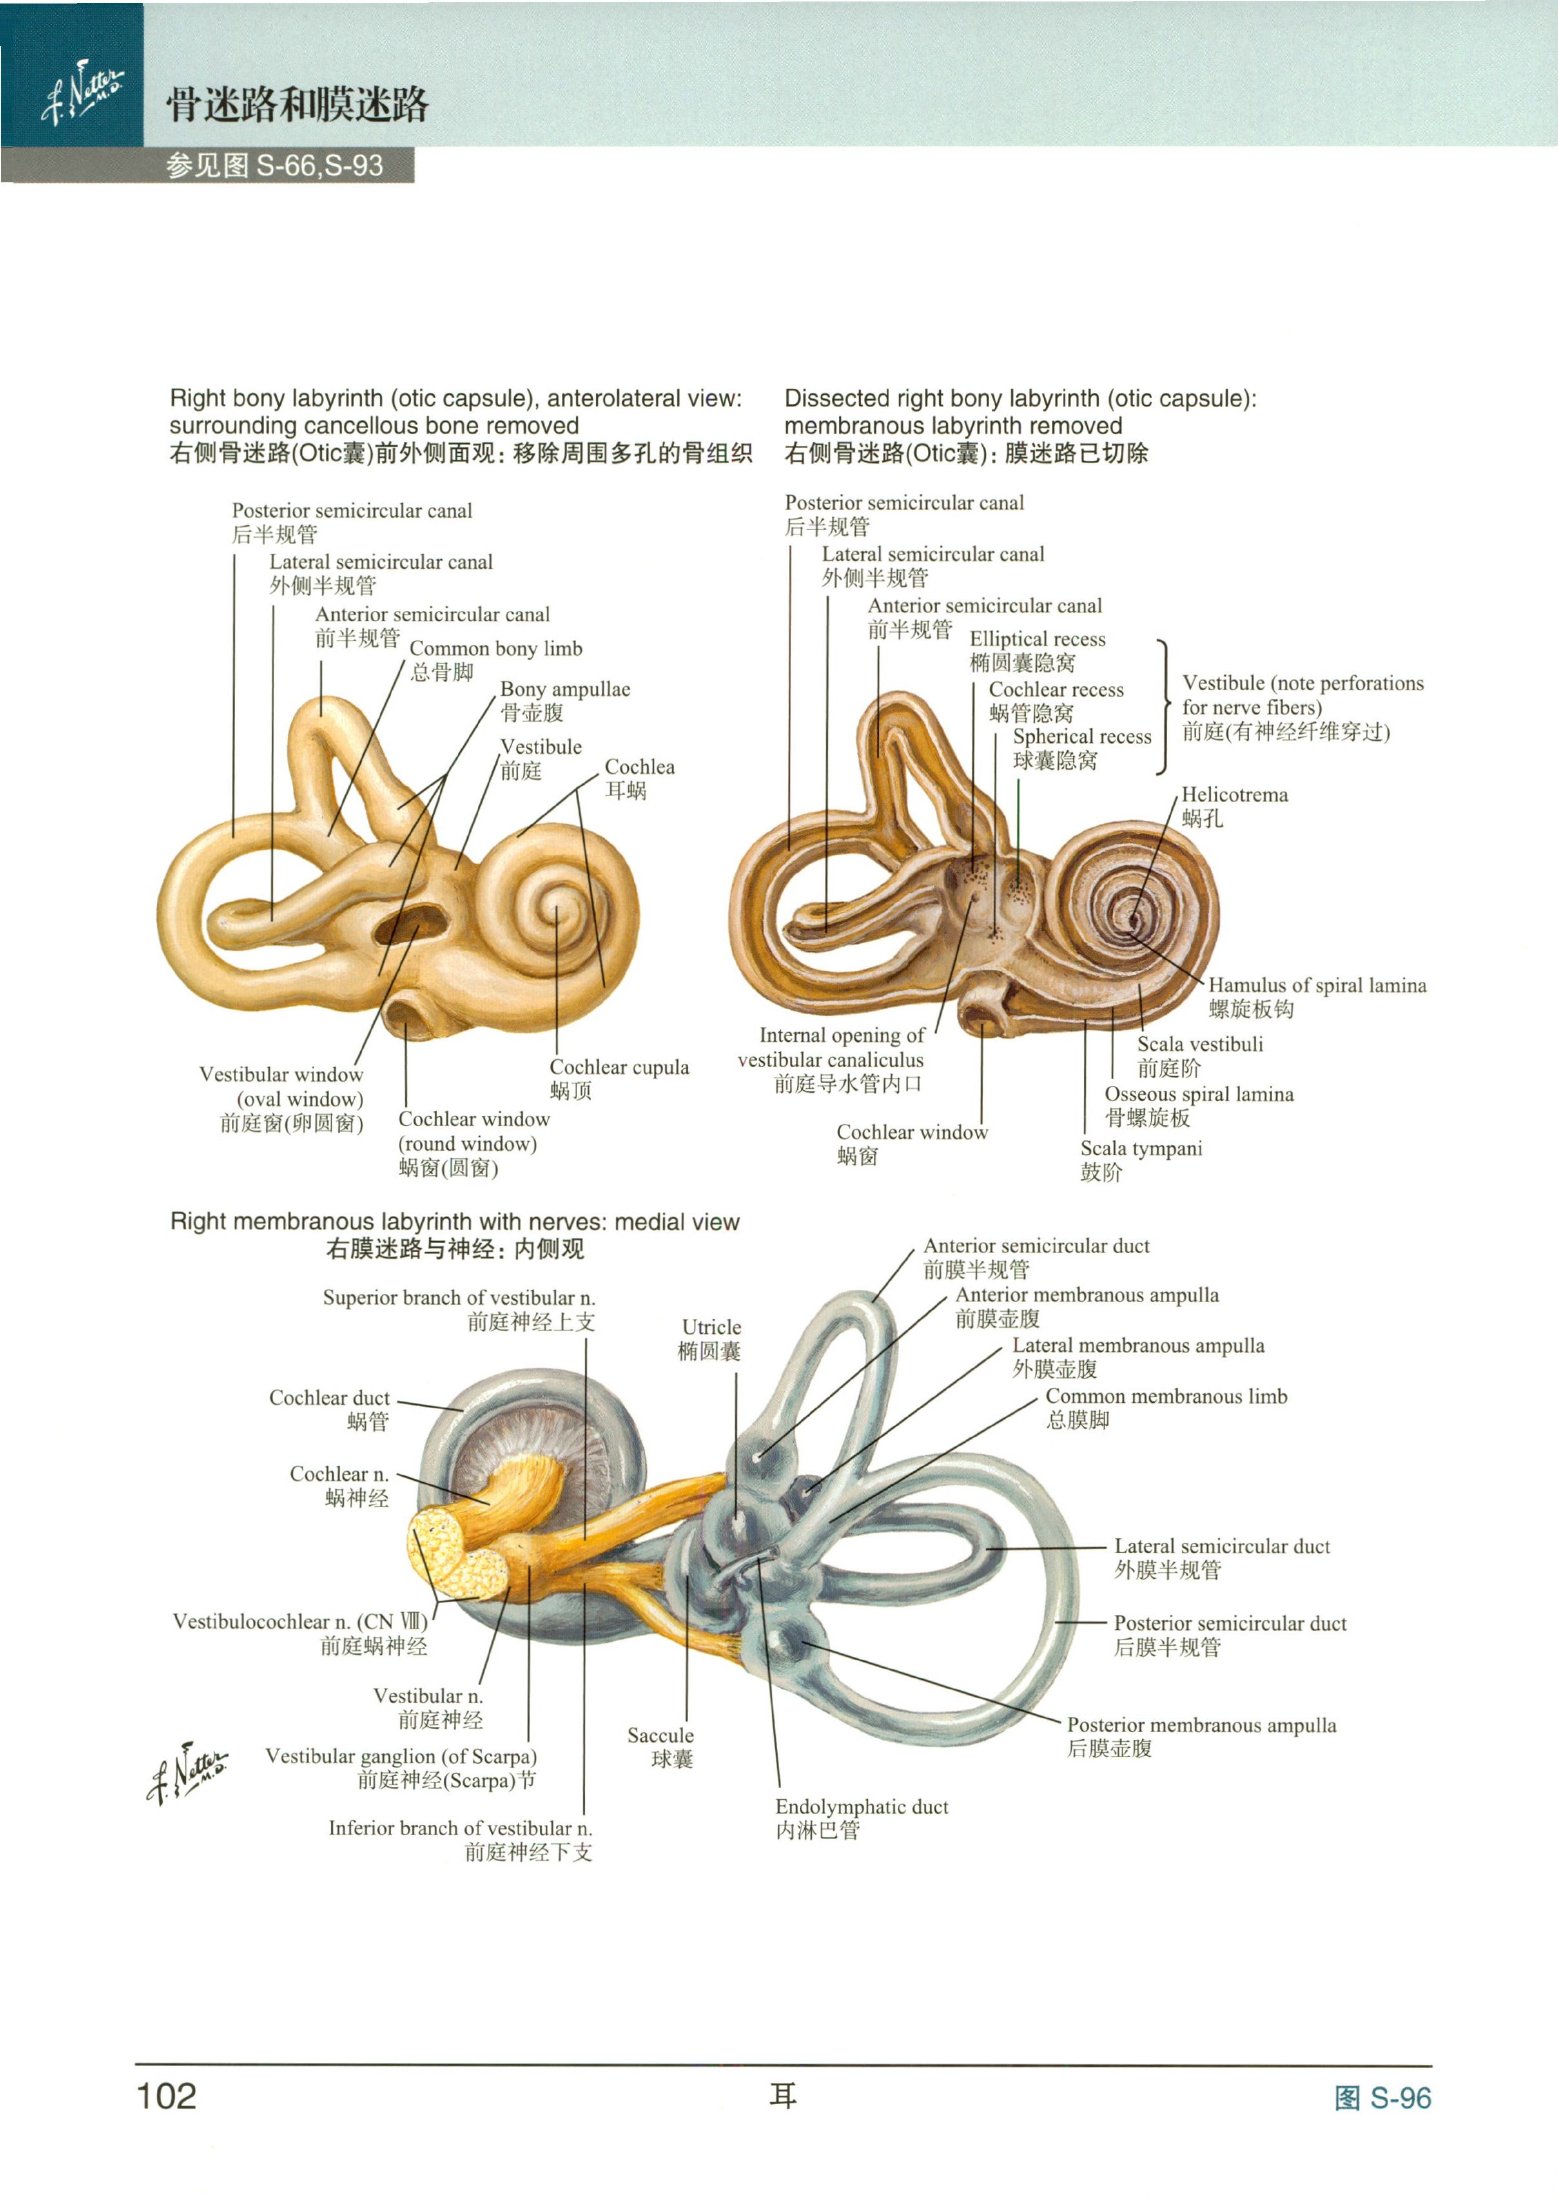 F. Netter M.D.
骨迷路和膜迷路
参见图 S-66,S-93
Right bony labyrinth (otic capsule), anterolateral view:
surrounding cancellous bone removed
右侧骨迷路(Otic囊)前外侧面观: 移除周围多孔的骨组织
Posterior semicircular canal
后半规管
Lateral semicircular canal
外侧半规管
Anterior semicircular canal
前半规管
Common bony limb
总骨脚
Bony ampullae
骨壶腹
Vestibule
前庭
Cochlea
耳蜗
Vestibular window
(oval window)
前庭窗(卵圆窗)
Cochlear cupula
蜗顶
Cochlear window
(round window)
蜗窗(圆窗)
Dissected right bony labyrinth (otic capsule):
membranous labyrinth removed
右侧骨迷路(Otic囊): 膜迷路已切除
Posterior semicircular canal
后半规管
Lateral semicircular canal
外侧半规管
Anterior semicircular canal
前半规管
Elliptical recess
椭圆囊隐窝
Cochlear recess
蜗管隐窝
Spherical recess
球囊隐窝
Vestibule (note perforations
for nerve fibers)
前庭(有神经纤维穿过)
Helicotrema
蜗孔
Hamulus of spiral lamina
螺旋板钩
Internal opening of
vestibular canaliculus
前庭导水管内口
Scala vestibuli
前庭阶
Osseous spiral lamina
骨螺旋板
Cochlear window
蜗窗
Scala tympani
鼓阶
Right membranous labyrinth with nerves: medial view
右膜迷路与神经: 内侧观
Superior branch of vestibular n.
前庭神经上支
Utricle
椭圆囊
Anterior semicircular duct
前膜半规管
Anterior membranous ampulla
前膜壶腹
Lateral membranous ampulla
外膜壶腹
Common membranous limb
总膜脚
Cochlear duct
蜗管
Cochlear n.
蜗神经
Lateral semicircular duct
外膜半规管
Vestibulocochlear n. (CN Ⅷ)
前庭蜗神经
Posterior semicircular duct
后膜半规管
Vestibular n.
前庭神经
Posterior membranous ampulla
后膜壶腹
Saccule
球囊
Vestibular ganglion (of Scarpa)
前庭神经(Scarpa)节
Endolymphatic duct
内淋巴管
Inferior branch of vestibular n.
前庭神经下支
F. Netter M.D.
102
耳
图 S-96